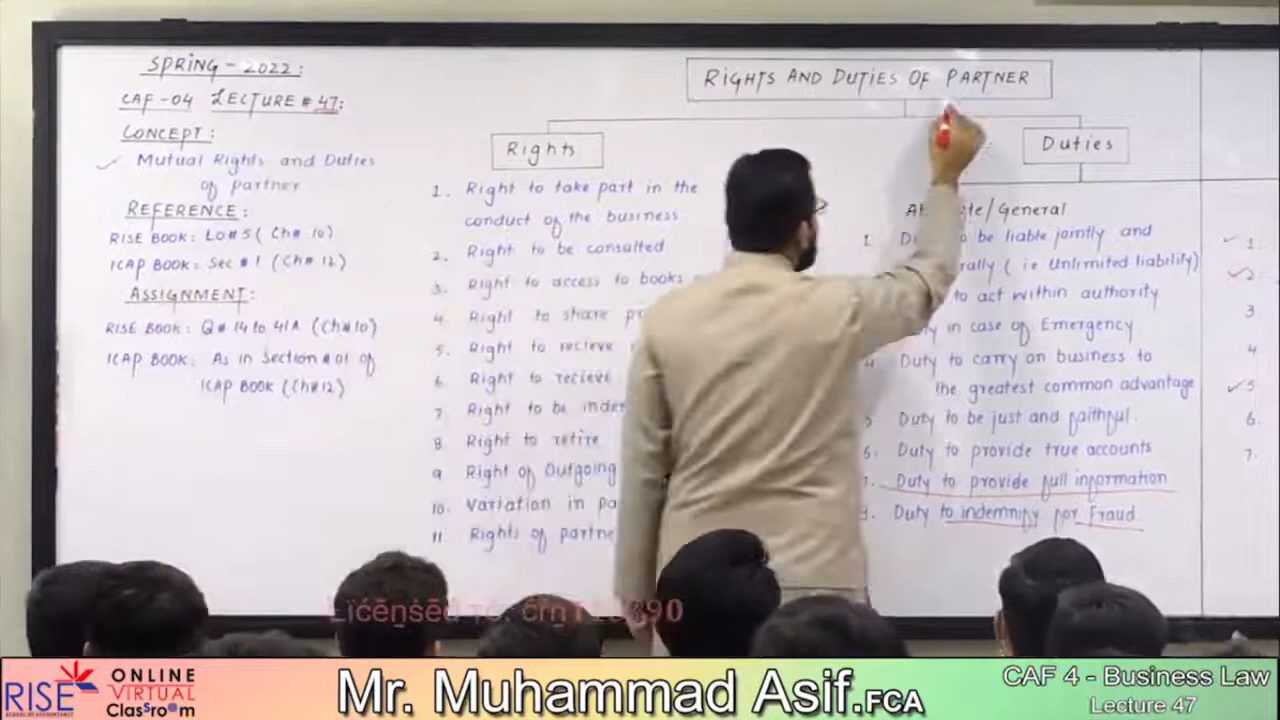 SPRING - 2022:
CAF - 04 LECTURE # 47:
CONCEPT:
Mutual Rights and Duties
of partner
REFERENCE:
RISE BOOK: LO#5 (Ch# 10)
ICAP BOOK: Sec#1 (Ch#12)
ASSIGNMENT:
RISE BOOK: Q# 14 to 41A (Ch#10)
ICAP BOOK: As in Section #01 of
ICAP BOOK (Ch#12)
RIGHTS AND DUTIES OF PARTNER
Rights
1. Right to take part in the
conduct of the business.
2. Right to be consalted
3. Right to access to books
4. Right to share
5. Right to recieve
6. Right to recieve
7. Right to be
8. Right to retire
9 Right of Outgoing
10. Variation in
11 Rights of
Duties
/General
1. be liable jointly and
(ie unlimited liability)
to act within authority
in case of Emergency
Duty to carry on business to
the greatest common advantage
Duty to be just and faithful.
Duty to provide true accounts
Duty to provide full information
Duty to indemnify for Fraud
1.
2.
3
4
5
6.
7.
RISE
ONLINE
VIRTUAL
ClassrOOm
Mr. Muhammad Asif.FCA
CAF 4 - Business Law
Lecture 47